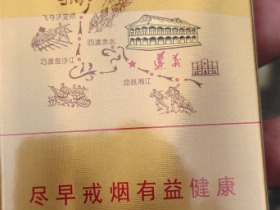 飞夺泸定桥
四渡赤水
巧渡金沙江
遵义
血战湘江
尽早戒烟有益健康